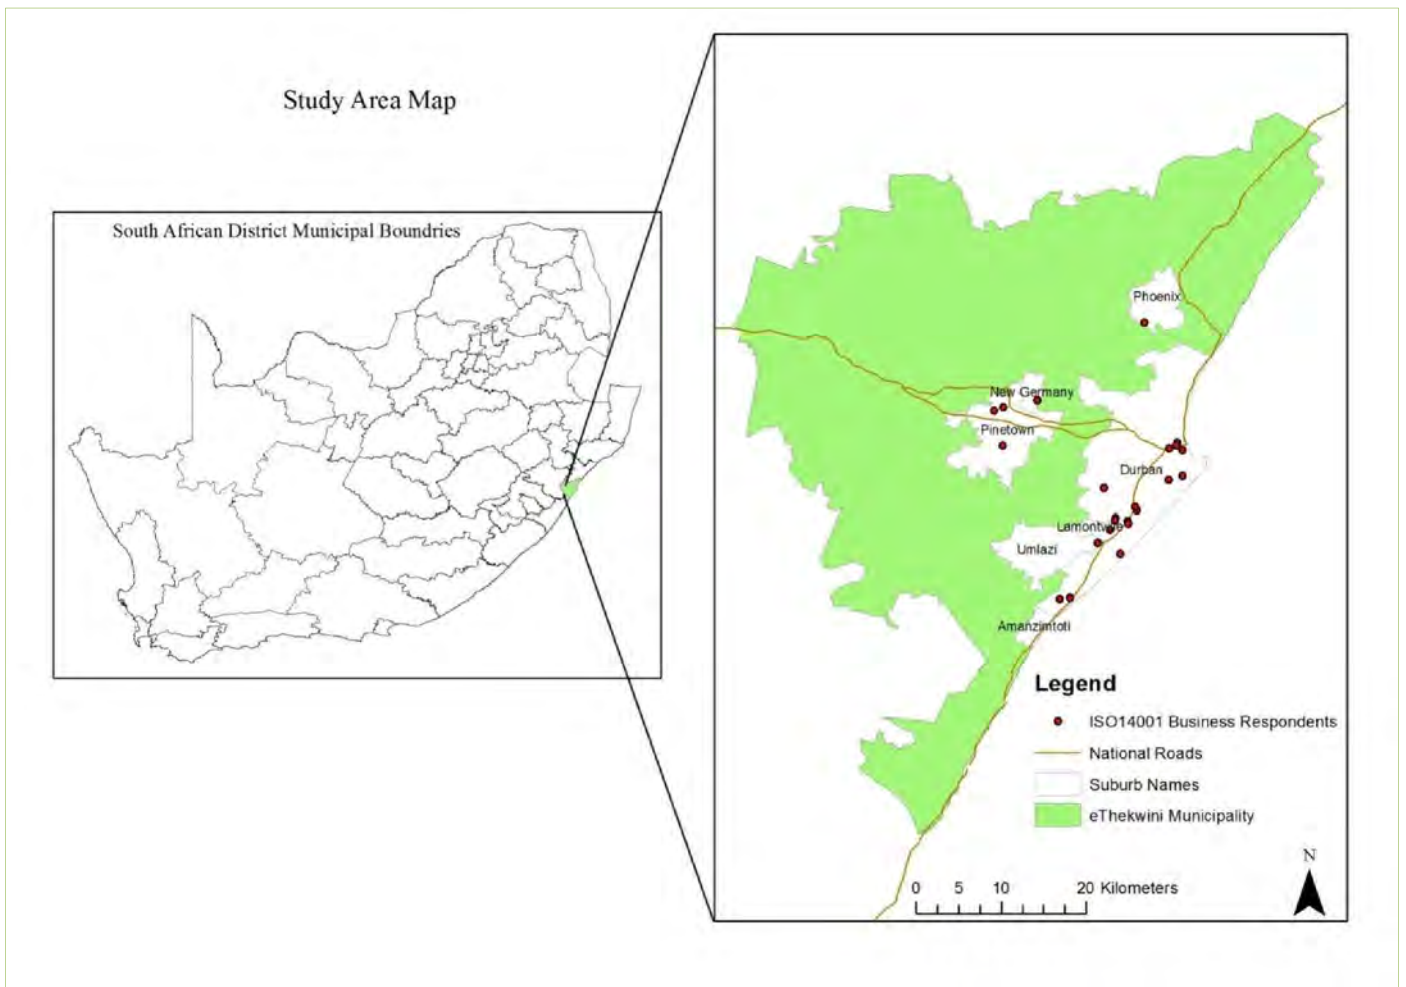 Study Area Map
South African District Municipal Boundries
Phoenix
New Germany
Pinetown
Durban
Umlazi
Amanzimtoti
Legend
ISO14001 Business Respondents
National Roads
Suburb Names
eThekwini Municipality
N
0 5 10 20 Kilometers